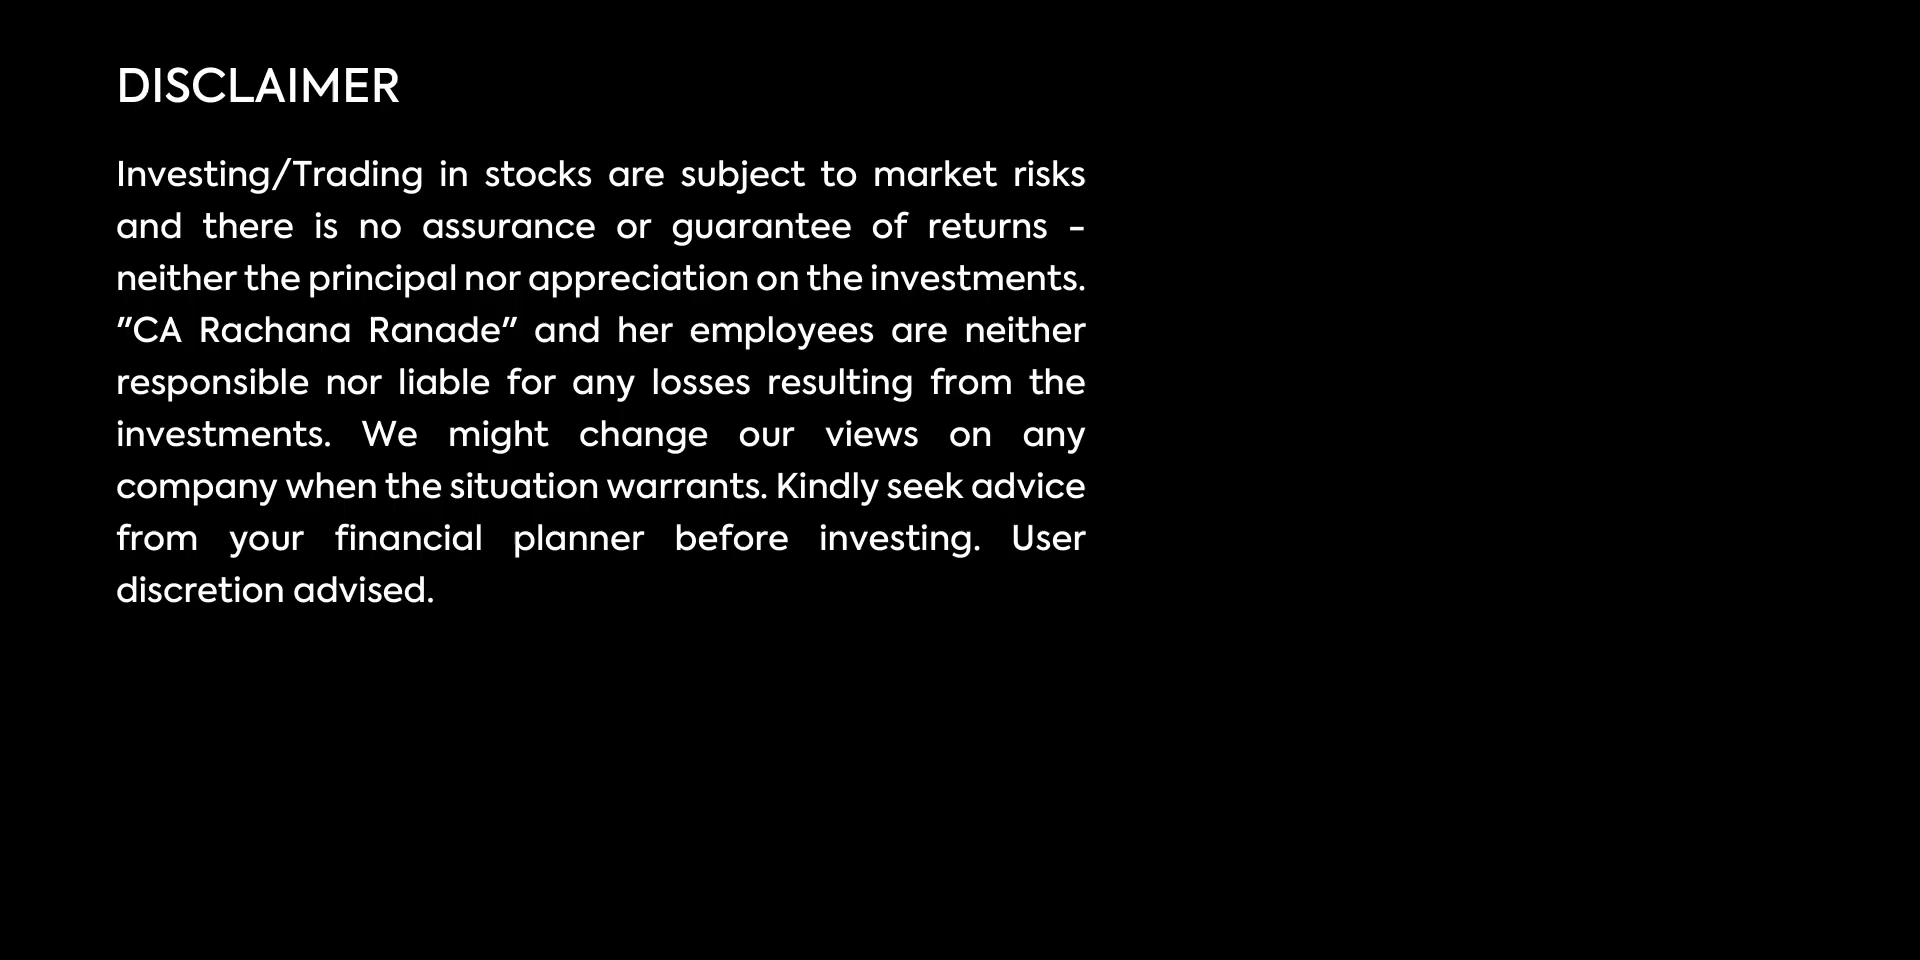 DISCLAIMER
Investing/Trading in stocks are subject to market risks
and there is no assurance or guarantee of returns -
neither the principal nor appreciation on the investments.
"CA Rachana Ranade" and her employees are neither
responsible nor liable for any losses resulting from the
investments. We might change our views on any
company when the situation warrants. Kindly seek advice
from your financial planner before investing. User
discretion advised.